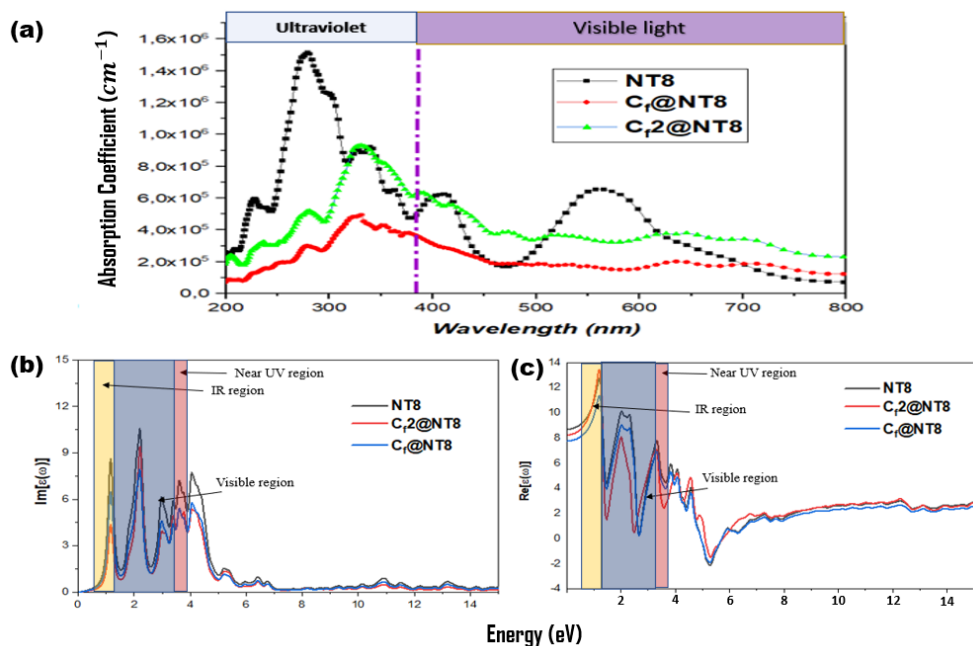 (a)
Ultraviolet
Visible light
Absorption Coefficient (cm⁻¹)
1,6x10⁶
1,4x10⁶
1,2x10⁶
1,0x10⁶
8,0x10⁵
6,0x10⁵
4,0x10⁵
2,0x10⁵
0,0
NT8
Cf@NT8
Cf2@NT8
200 300 400 500 600 700 800
Wavelength (nm)
(b)
15
12
9
6
3
0
Im[ε(ω)]
Near UV region
IR region
NT8
Cf2@NT8
Cf@NT8
Visible region
0 2 4 6 8 10 12 14
(c)
14
12
10
8
6
4
2
0
-2
-4
Re[ε(ω)]
Near UV region
IR region
NT8
Cf2@NT8
Cf@NT8
Visible region
2 4 6 8 10 12 14
Energy (eV)